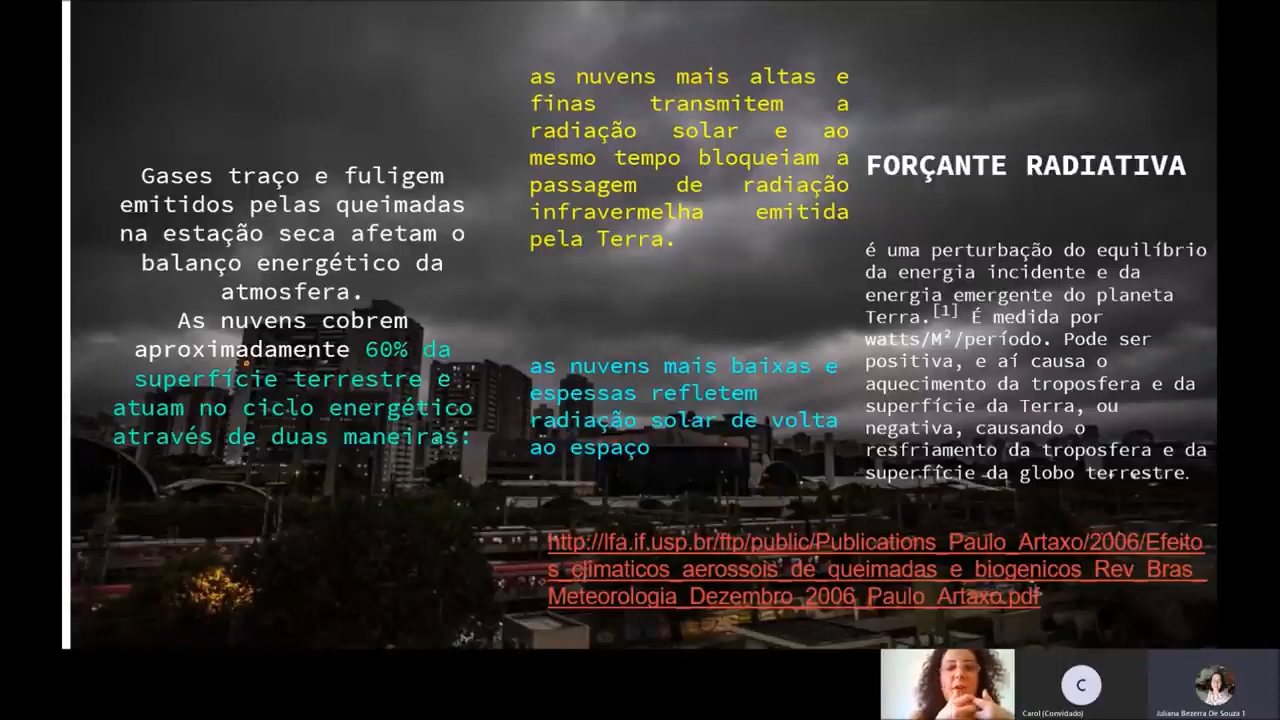 Gases traço e fuligem
emitidos pelas queimadas
na estação seca afetam o
balanço energético da
atmosfera.
As nuvens cobrem
aproximadamente 60% da
superfície terrestre e
atuam no ciclo energético
através de duas maneiras:
as nuvens mais altas e
finas transmitem a
radiação solar e ao
mesmo tempo bloqueiam a
passagem de radiação
infravermelha emitida
pela Terra.
as nuvens mais baixas e
espessas refletem
radiação solar de volta
ao espaço
FORÇANTE RADIATIVA
é uma perturbação do equilíbrio
da energia incidente e da
energia emergente do planeta
Terra.[1] É medida por
watts/M²/período. Pode ser
positiva, e aí causa o
aquecimento da troposfera e da
superfície da Terra, ou
negativa, causando o
resfriamento da troposfera e da
superfície da globo terrestre.
http://lfa.if.usp.br/ftp/public/Publications_Paulo_Artaxo/2006/Efeito
s_climaticos_aerossois_de_queimadas_e_biogenicos_Rev_Bras_
Meteorologia_Dezembro_2006_Paulo_Artaxo.pdf
C
Carol (Convidado)
Juliana Bezerra De Souza 1